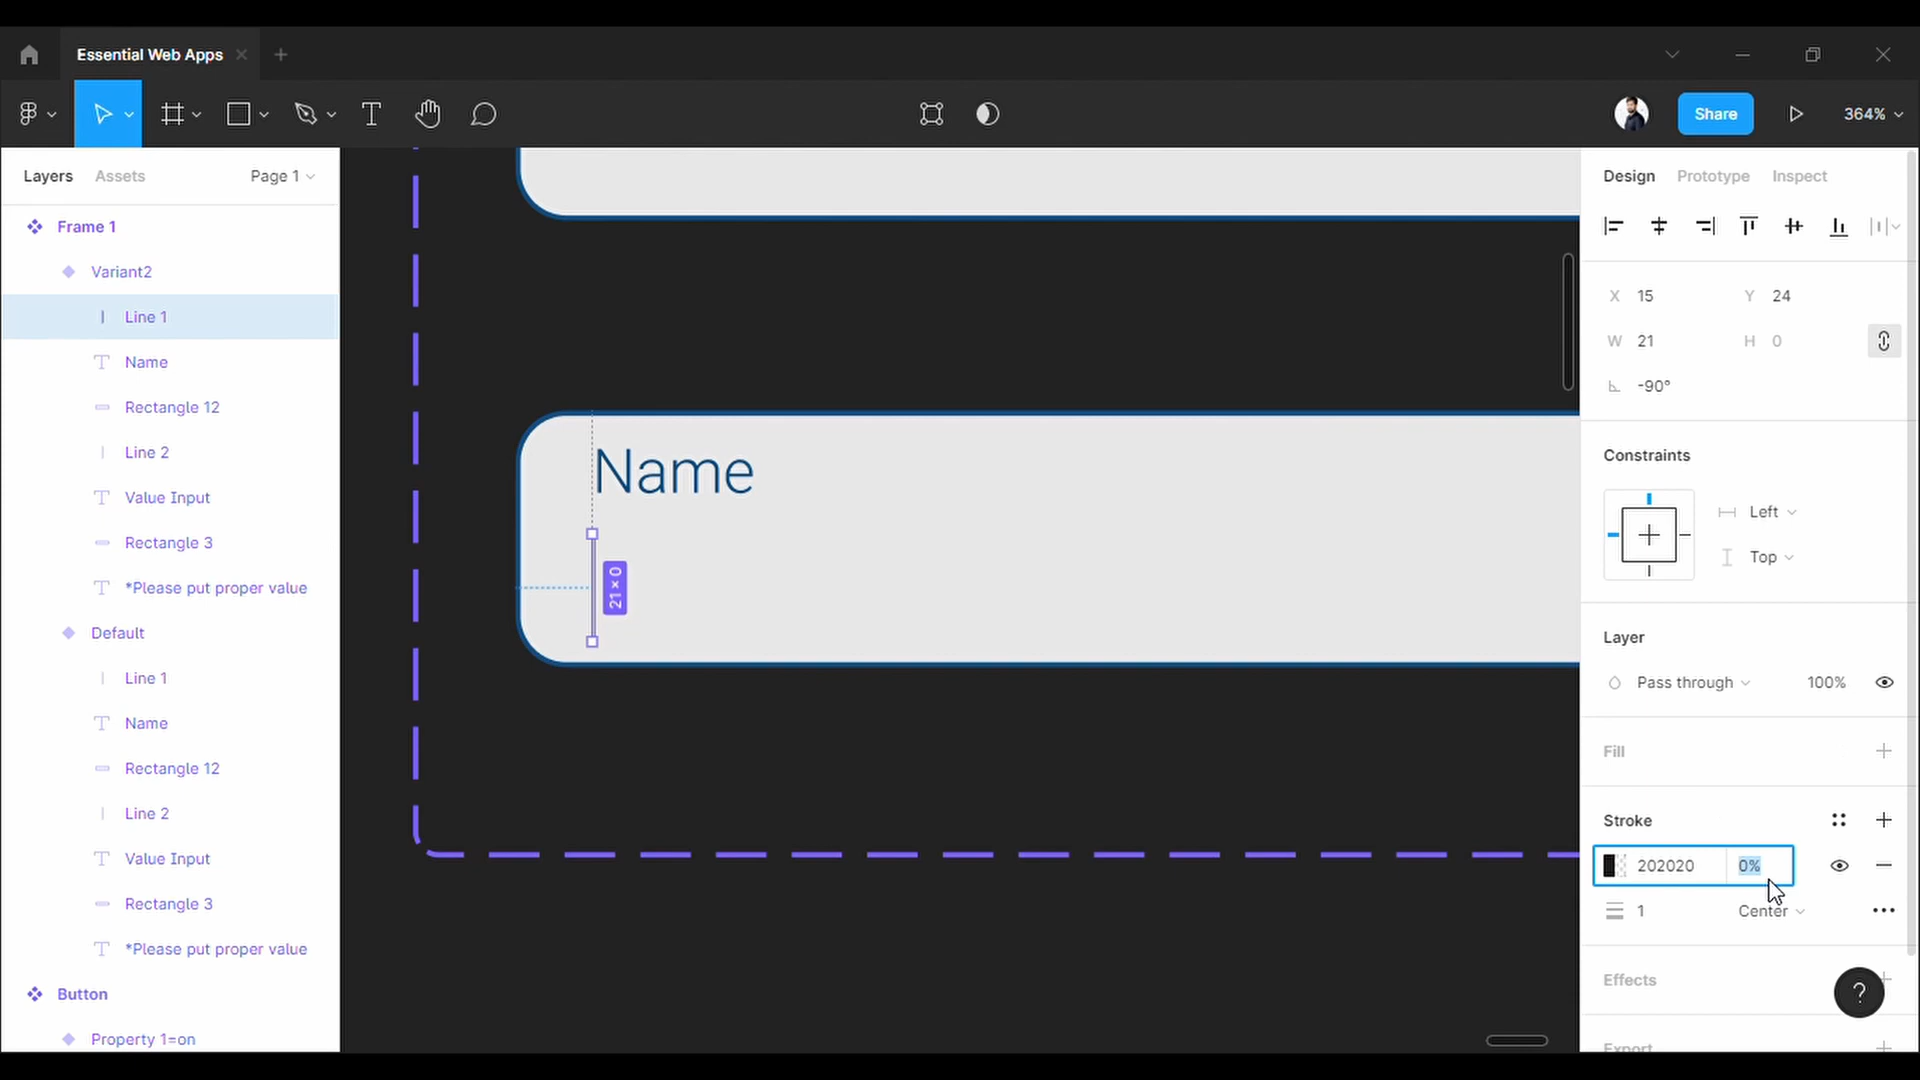 Essential Web Apps
Share
364%
Layers
Assets
Page 1
Frame 1
Variant2
Line 1
Name
Rectangle 12
Line 2
Value Input
Rectangle 3
*Please put proper value
Default
Line 1
Name
Rectangle 12
Line 2
Value Input
Rectangle 3
*Please put proper value
Button
Property 1=on
Name
21 × 0
Design
Prototype
Inspect
X 15
Y 24
W 21
H 0
-90°
Constraints
Left
Top
Layer
Pass through
100%
Fill
Stroke
202020
0%
1
Center
Effects
?
Export